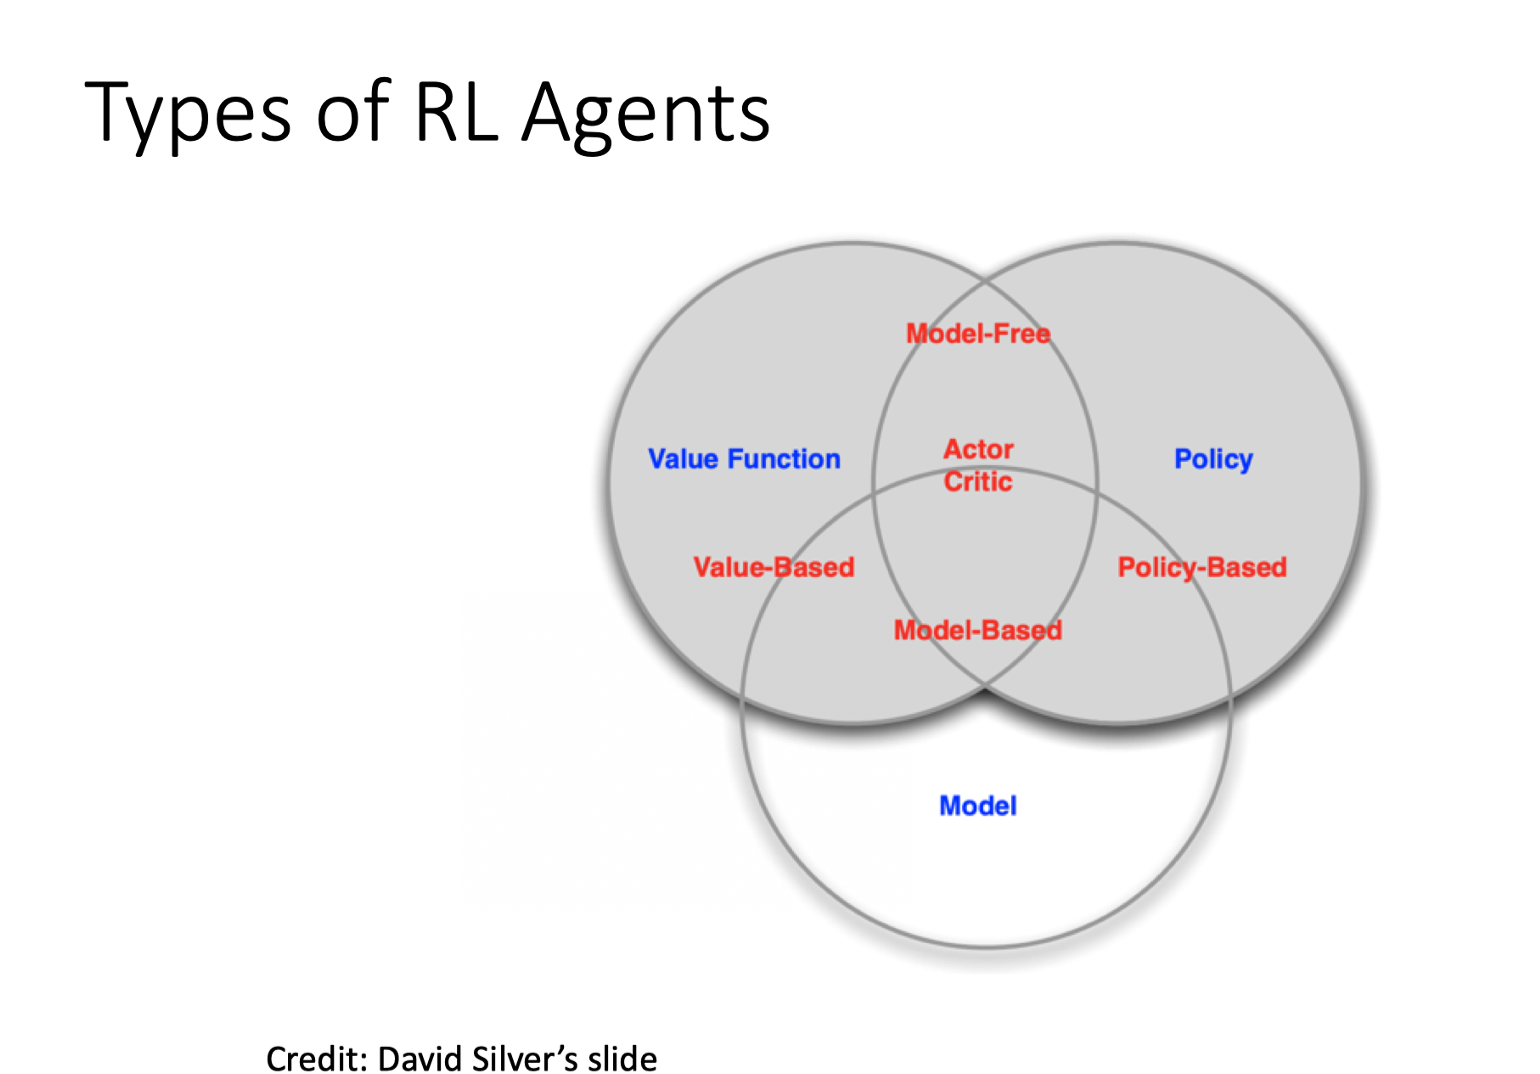 Types of RL Agents
Model-Free
Actor
Critic
Value Function
Policy
Value-Based
Policy-Based
Model-Based
Model
Credit: David Silver’s slide